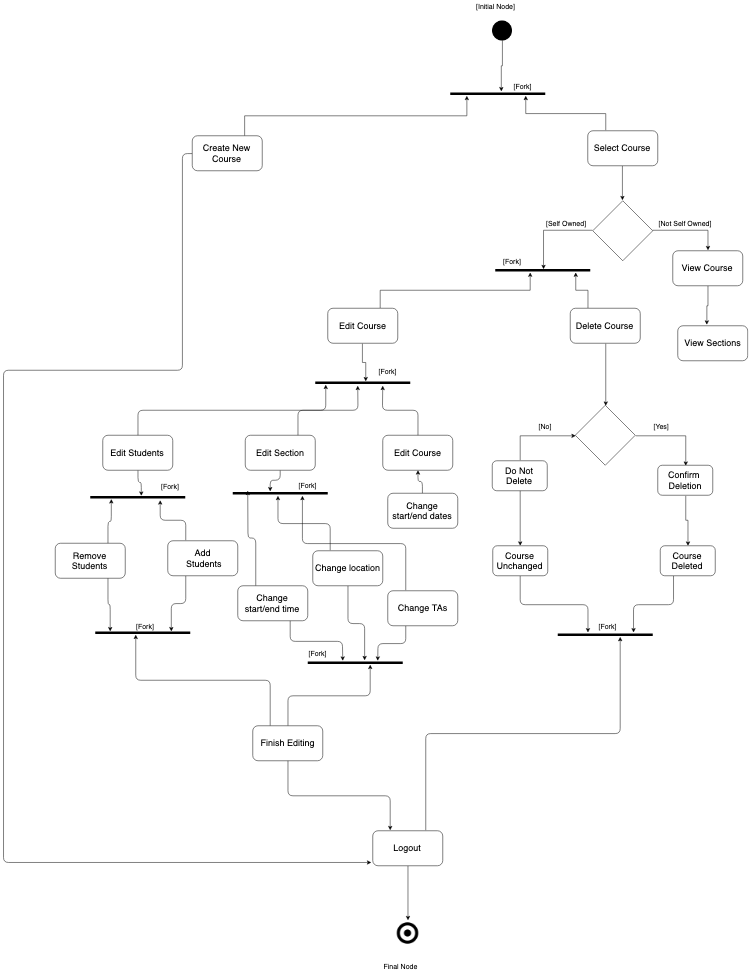 [Initial Node]
[Fork]
Create New
Course
Select Course
[Self Owned]
[Not Self Owned]
[Fork]
View Course
Edit Course
Delete Course
View Sections
[Fork]
[No]
[Yes]
Edit Students
Edit Section
Edit Course
Do Not
Delete
Confirm
Deletion
[Fork]
[Fork]
Change
start/end dates
Remove
Students
Add
Students
Change location
Course
Unchanged
Course
Deleted
Change
start/end time
Change TAs
[Fork]
[Fork]
[Fork]
Finish Editing
Logout
Final Node